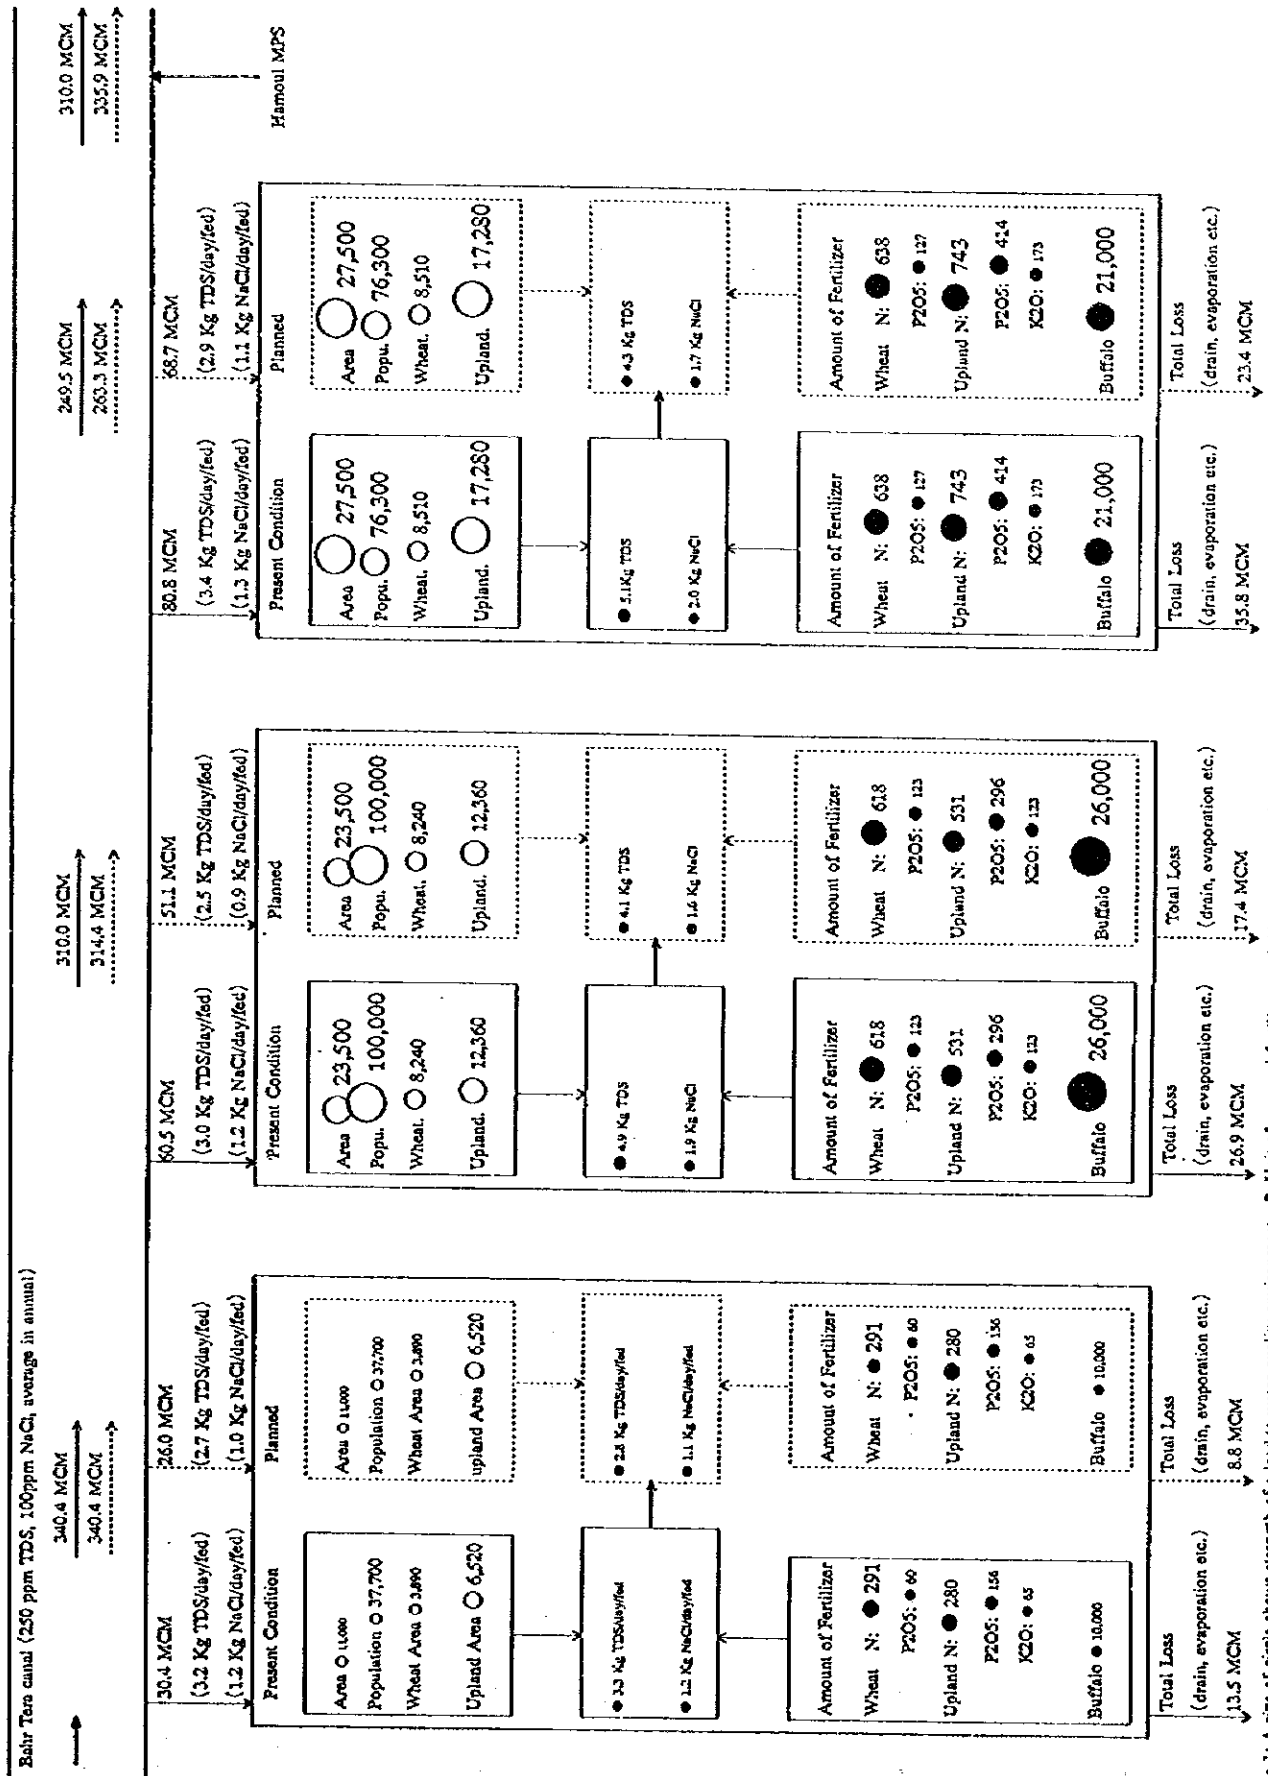 Bahr Tera canal (250 ppm TDS, 100ppm NaCl, average in annual)
340.4 MCM
340.4 MCM
310.0 MCM
314.4 MCM
249.5 MCM
263.3 MCM
310.0 MCM
335.9 MCM
Hamoul MPS
30.4 MCM
(3.2 Kg TDS/day/fed)
(1.2 Kg NaCl/day/fed)
Present Condition
Area 11,000
Population 37,700
Wheat Area 3,890
Upland Area 6,520
3.3 Kg TDS/day/fed
1.2 Kg NaCl/day/fed
Amount of Fertilizer
Wheat N: 291
P2O5: 60
Upland N: 280
P2O5: 156
K2O: 65
Buffalo 10,000
Total Loss
(drain, evaporation etc.)
13.5 MCM
26.0 MCM
(2.7 Kg TDS/day/fed)
(1.0 Kg NaCl/day/fed)
Planned
Area 11,000
Population 37,700
Wheat Area 3,890
upland Area 6,520
2.8 Kg TDS/day/fed
1.1 Kg NaCl/day/fed
Amount of Fertilizer
Wheat N: 291
P2O5: 60
Upland N: 280
P2O5: 156
K2O: 65
Buffalo 10,000
Total Loss
(drain, evaporation etc.)
8.8 MCM
60.5 MCM
(3.0 Kg TDS/day/fed)
(1.2 Kg NaCl/day/fed)
Present Condition
Area 23,500
Popu. 100,000
Wheat. 8,240
Upland. 12,360
4.9 Kg TDS
1.9 Kg NaCl
Amount of Fertilizer
Wheat N: 618
P2O5: 123
Upland N: 531
P2O5: 296
K2O: 123
Buffalo 26,000
Total Loss
(drain, evaporation etc.)
26.9 MCM
51.1 MCM
(2.5 Kg TDS/day/fed)
(0.9 Kg NaCl/day/fed)
Planned
Area 23,500
Popu. 100,000
Wheat. 8,240
Upland. 12,360
4.1 Kg TDS
1.6 Kg NaCl
Amount of Fertilizer
Wheat N: 618
P2O5: 123
Upland N: 531
P2O5: 296
K2O: 123
Buffalo 26,000
Total Loss
(drain, evaporation etc.)
17.4 MCM
80.8 MCM
(3.4 Kg TDS/day/fed)
(1.3 Kg NaCl/day/fed)
Present Condition
Area 27,500
Popu. 76,300
Wheat. 8,510
Upland. 17,280
5.1Kg TDS
2.0 Kg NaCl
Amount of Fertilizer
Wheat N: 638
P2O5: 127
Upland N: 743
P2O5: 414
K2O: 173
Buffalo 21,000
Total Loss
(drain, evaporation etc.)
35.8 MCM
68.7 MCM
(2.9 Kg TDS/day/fed)
(1.1 Kg NaCl/day/fed)
Planned
Area 27,500
Popu. 76,300
Wheat. 8,510
Upland. 17,280
4.3 Kg TDS
1.7 Kg NaCl
Amount of Fertilizer
Wheat N: 638
P2O5: 127
Upland N: 743
P2O5: 414
K2O: 173
Buffalo 21,000
Total Loss
(drain, evaporation etc.)
23.4 MCM
A size of circle shows strength of